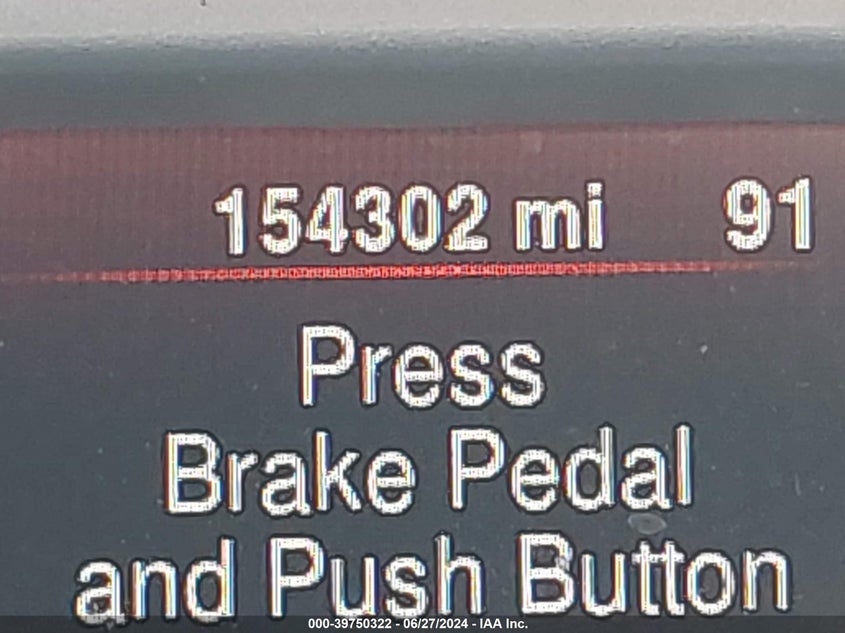 154302 mi 91
Press
Brake Pedal
and Push Button
000-39750322 - 06/27/2024 - IAA Inc.